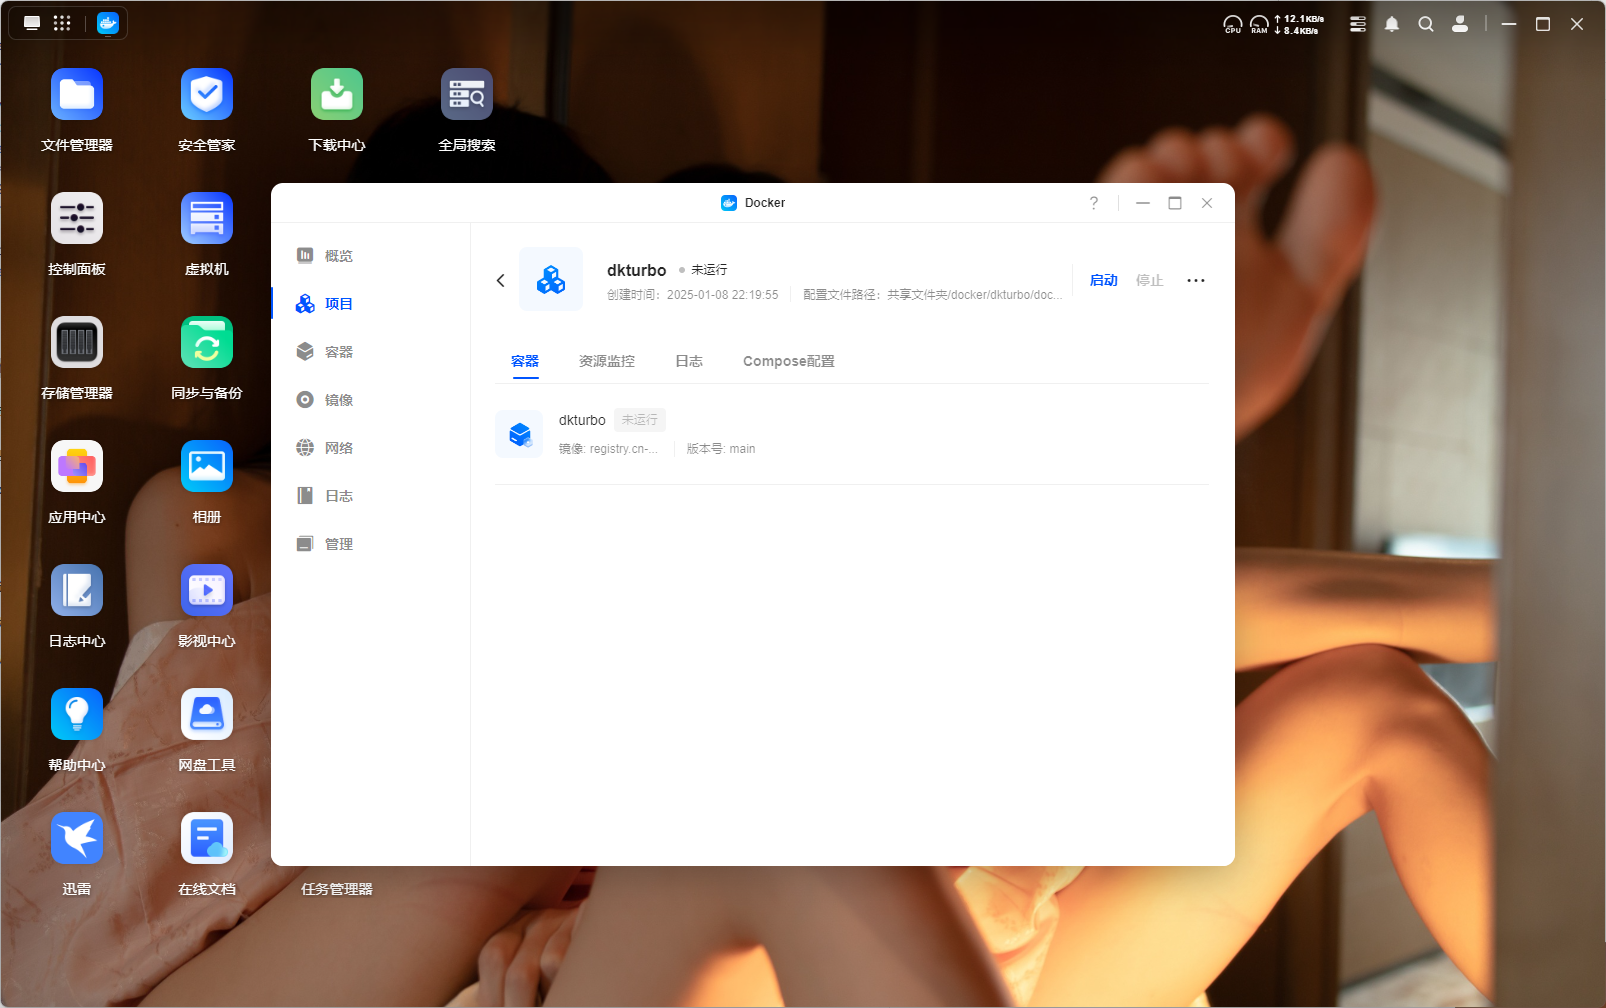 CPU
RAM
↑ 12.1KB/s
↓ 8.4KB/s
文件管理器
安全管家
下载中心
全局搜索
控制面板
虚拟机
存储管理器
同步与备份
应用中心
相册
日志中心
影视中心
帮助中心
网盘工具
迅雷
在线文档
任务管理器
Docker
?
概览
项目
容器
镜像
网络
日志
管理
dkturbo
未运行
创建时间：2025-01-08 22:19:55
配置文件路径：共享文件夹/docker/dkturbo/doc...
启动
停止
容器
资源监控
日志
Compose配置
dkturbo
未运行
镜像: registry.cn-...
版本号: main